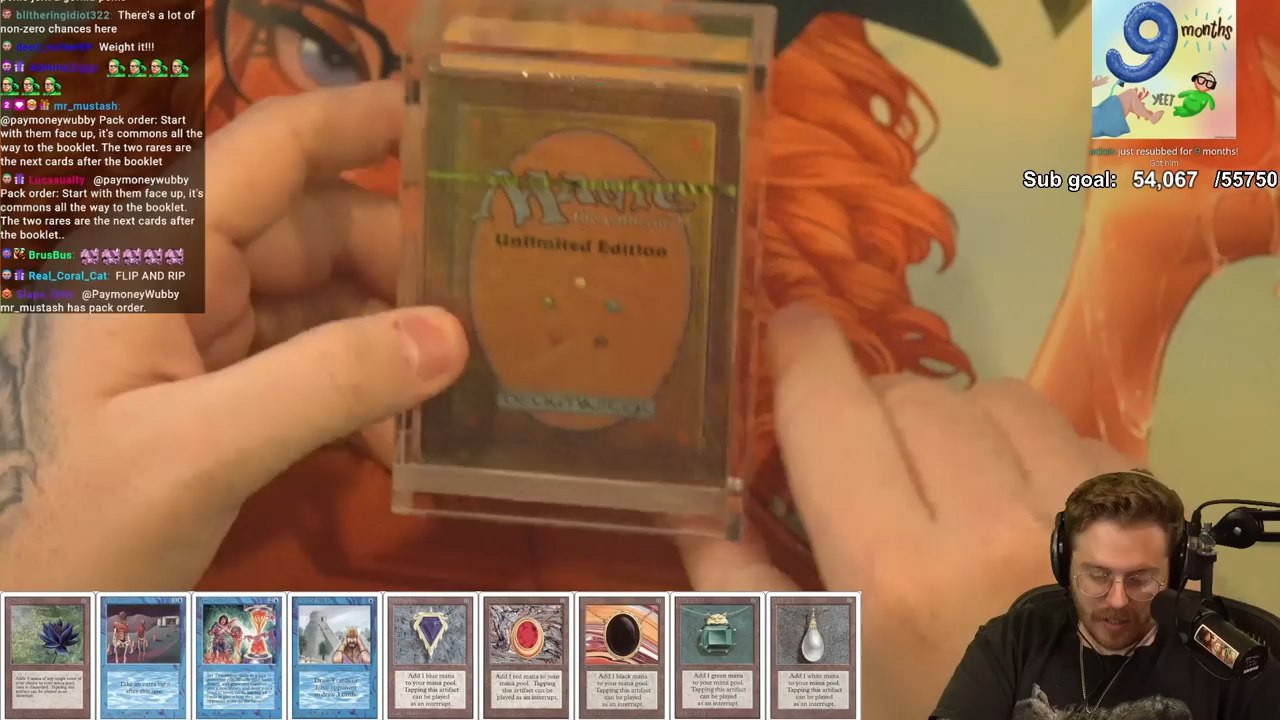 blitheringIdiot322: There's a lot of
non-zero chances here
Weight it!!!
mr_mustash:
@paymoneywubby Pack order: Start
with them face up, it's commons all the
way to the booklet. The two rares are
the next cards after the booklet
Lucasualty: @paymoneywubby
Pack order: Start with them face up, it's
commons all the way to the booklet.
The two rares are the next cards after
the booklet..
BrusBus:
Real_Coral_Cat: FLIP AND RIP
@PaymoneyWubby
mr_mustash has pack order.
Magic
Unlimited Edition
9 months
YEET
just resubbed for 9 months!
Got him
Sub goal: 54,067 /55750
Add 1 blue mana
to your mana pool.
Tapping this artifact
can be played
as an interrupt.
Add 1 red mana to your
mana pool. Tapping
this artifact can be
played as an interrupt.
Add 1 black mana
to your mana pool.
Tapping this artifact
can be played
as an interrupt.
Add 1 green mana
to your mana pool.
Tapping this artifact
can be played
as an interrupt.
Add 1 white mana
to your mana pool.
Tapping this artifact
can be played
as an interrupt.